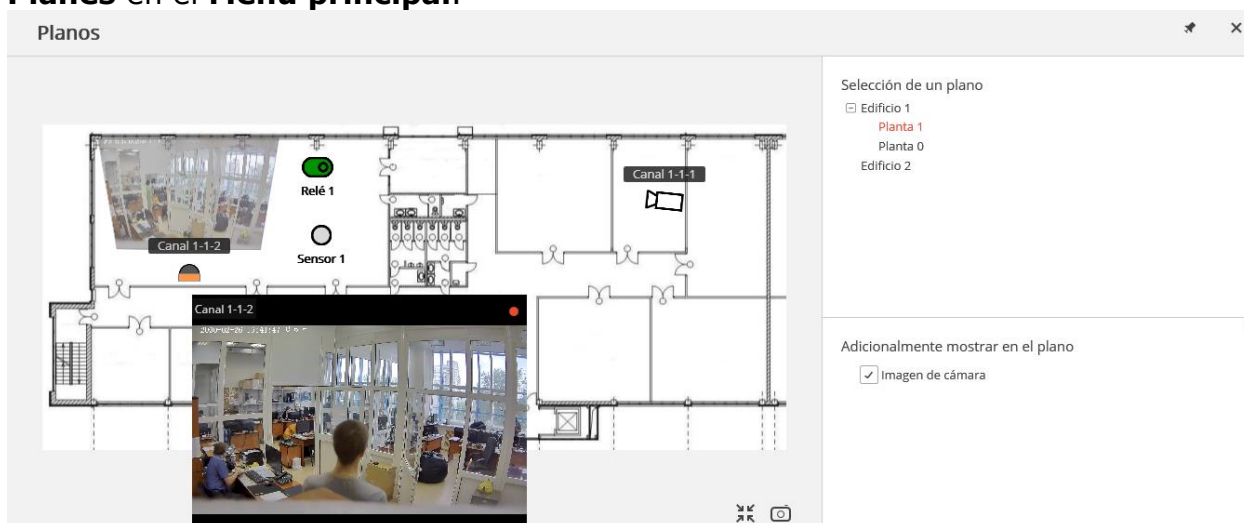 Planes en el Menú principal.
Planos
Selección de un plano
Edificio 1
Planta 1
Planta 0
Edificio 2
Relé 1
Canal 1-1-1
Canal 1-1-2
Sensor 1
Canal 1-1-2
Adicionalmente mostrar en el plano
Imagen de cámara